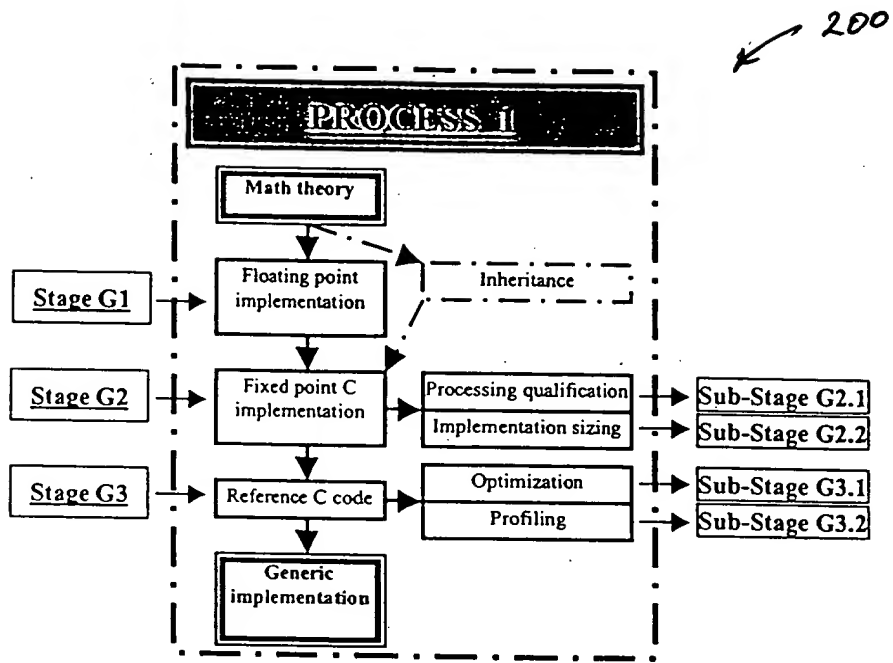 200
PROCESS 1
Math theory
Floating point
implementation
Inheritance
Stage G1
Fixed point C
implementation
Stage G2
Processing qualification
Implementation sizing
Sub-Stage G2.1
Sub-Stage G2.2
Stage G3
Reference C code
Optimization
Profiling
Sub-Stage G3.1
Sub-Stage G3.2
Generic
implementation